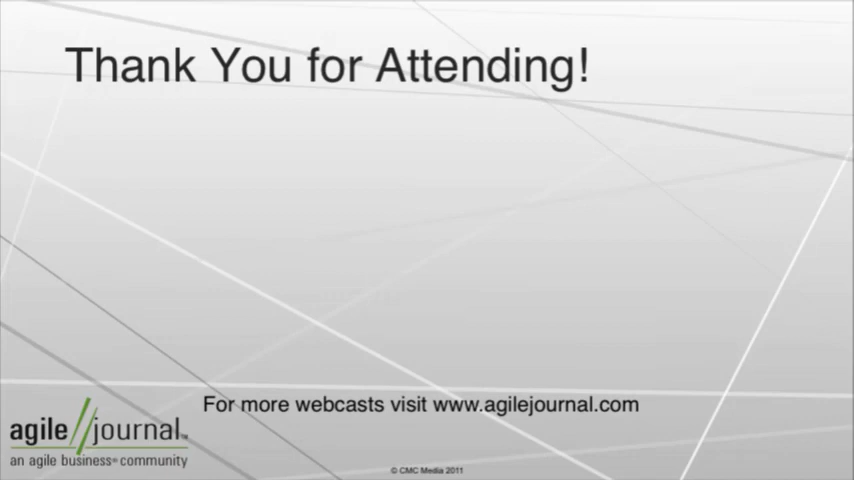 Thank You for Attending!
For more webcasts visit www.agilejournal.com
agile//journal™
an agile business community
© CMC Media 2011